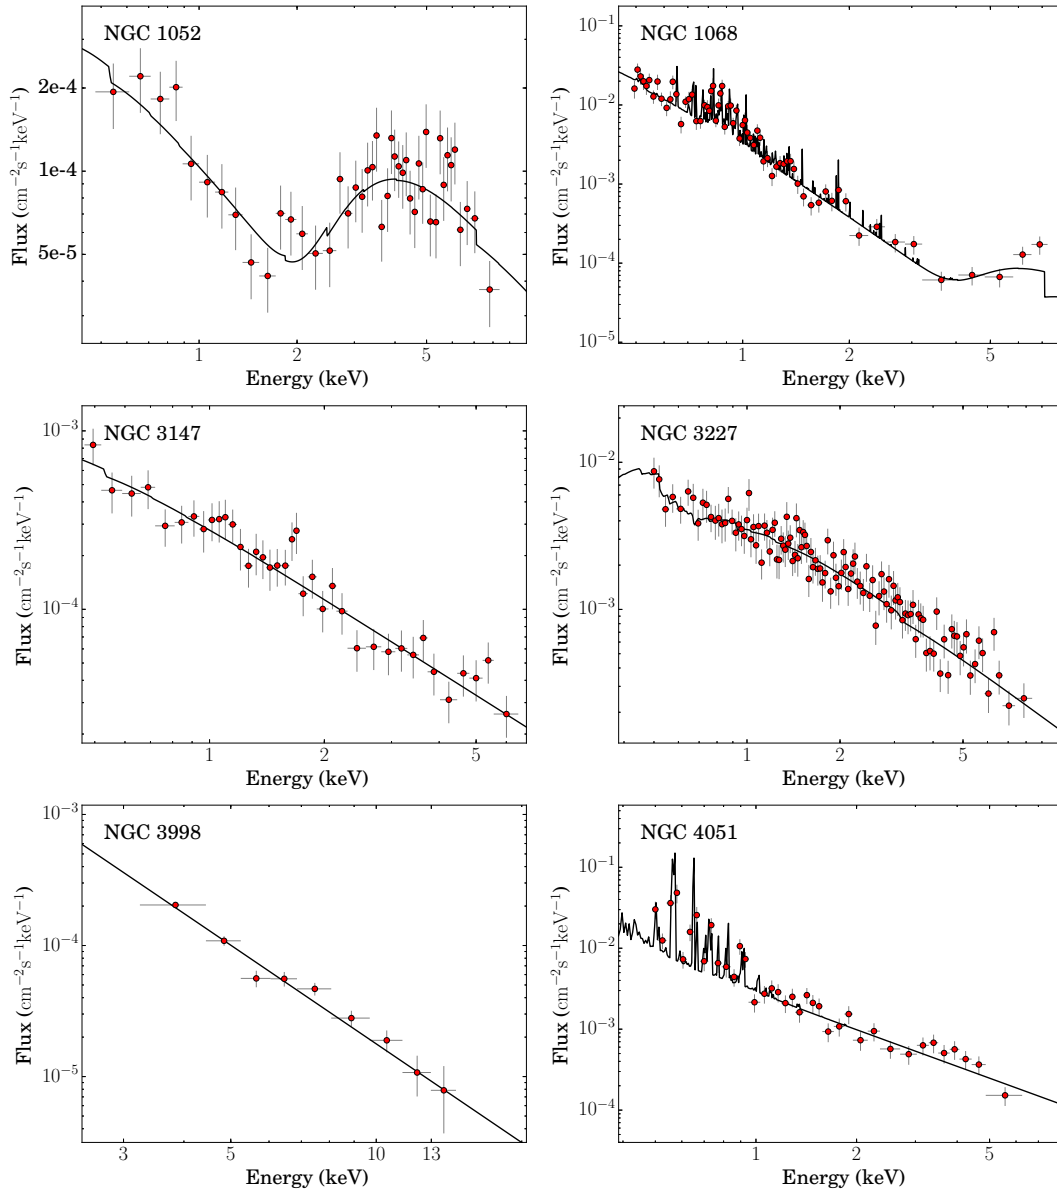 NGC 1052
2e-4
1e-4
5e-5
Flux (cm⁻²s⁻¹keV⁻¹)
1 2 5
Energy (keV)
NGC 1068
10⁻¹
10⁻²
10⁻³
10⁻⁴
10⁻⁵
Flux (cm⁻²s⁻¹keV⁻¹)
1 2 5
Energy (keV)
NGC 3147
10⁻³
10⁻⁴
Flux (cm⁻²s⁻¹keV⁻¹)
1 2 5
Energy (keV)
NGC 3227
10⁻²
10⁻³
Flux (cm⁻²s⁻¹keV⁻¹)
1 2 5
Energy (keV)
NGC 3998
10⁻³
10⁻⁴
10⁻⁵
Flux (cm⁻²s⁻¹keV⁻¹)
3 5 10 13
Energy (keV)
NGC 4051
10⁻¹
10⁻²
10⁻³
10⁻⁴
Flux (cm⁻²s⁻¹keV⁻¹)
1 2 5
Energy (keV)